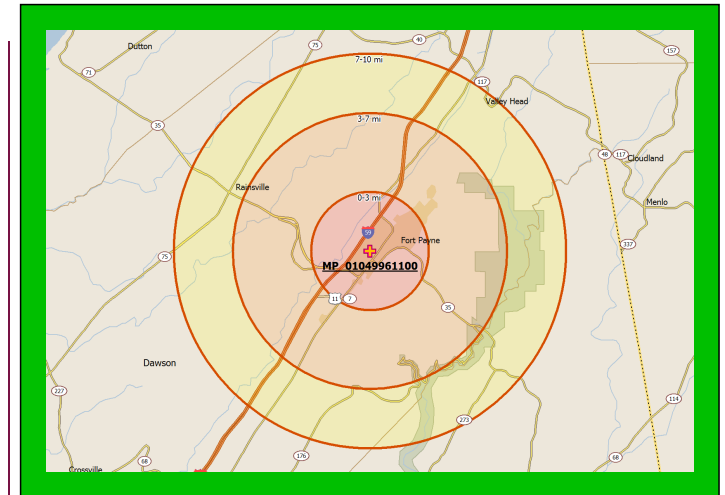 40
75
157
Dutton
7-10 mi
71
117
Valley Head
3-7 mi
35
48
117
Cloudland
Rainsville
0-3 mi
Menlo
59
Fort Payne
337
75
MP_01049961100
11
7
35
Dawson
227
114
273
176
68
68
Crossville